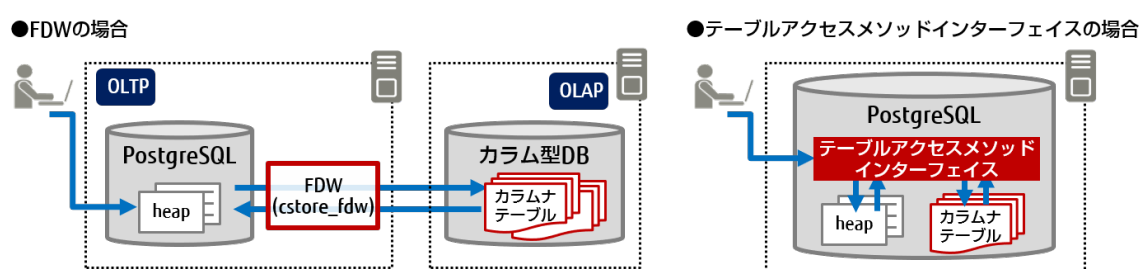 ●FDWの場合
OLTP
PostgreSQL
heap
FDW
(cstore_fdw)
OLAP
カラム型DB
カラムナ
テーブル
●テーブルアクセスメソッドインターフェイスの場合
PostgreSQL
テーブルアクセスメソッド
インターフェイス
heap
カラムナ
テーブル